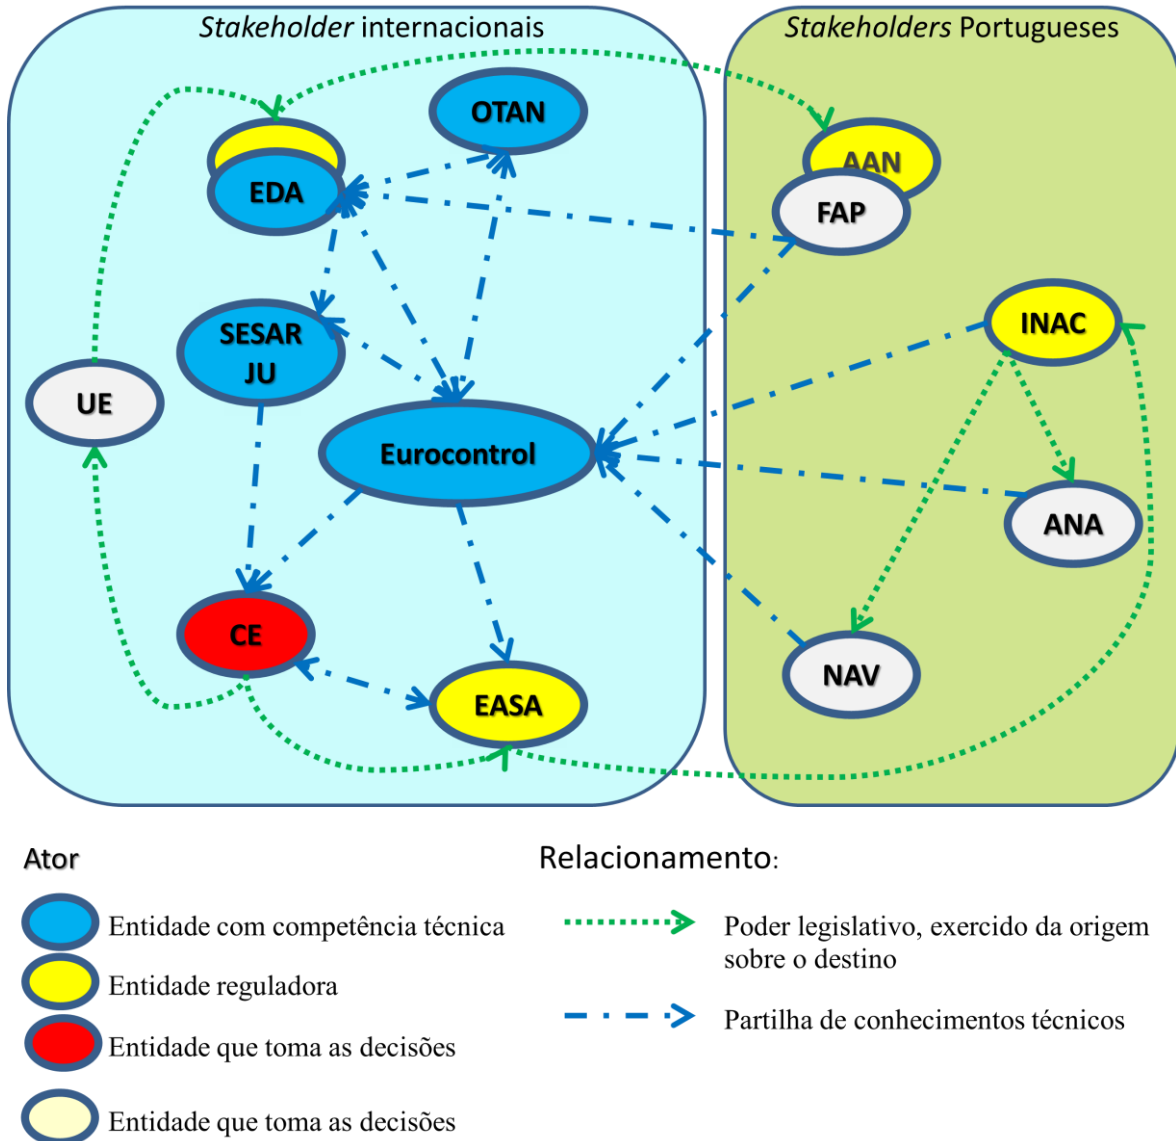 Stakeholder internacionais
Stakeholders Portugueses
OTAN
EDA
AAN
FAP
SESAR
JU
INAC
UE
Eurocontrol
ANA
CE
NAV
EASA
Ator
Relacionamento:
Entidade com competência técnica
Entidade reguladora
Entidade que toma as decisões
Entidade que toma as decisões
Poder legislativo, exercido da origem
sobre o destino
Partilha de conhecimentos técnicos